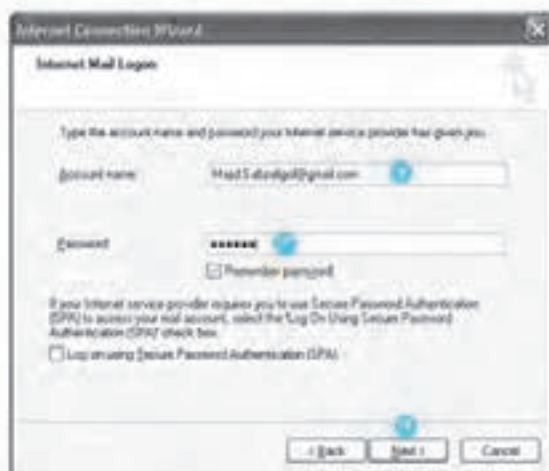 Internet Connection Wizard
Internet Mail Logon
Type the account name and password your Internet service provider has given you.
Account name:
Password:
Remember password
If your Internet service provider requires you to use Secure Password Authentication
(SPA) to access your mail account, select the 'Log On Using Secure Password
Authentication (SPA)' check box.
Log on using Secure Password Authentication (SPA)
< Back Next > Cancel